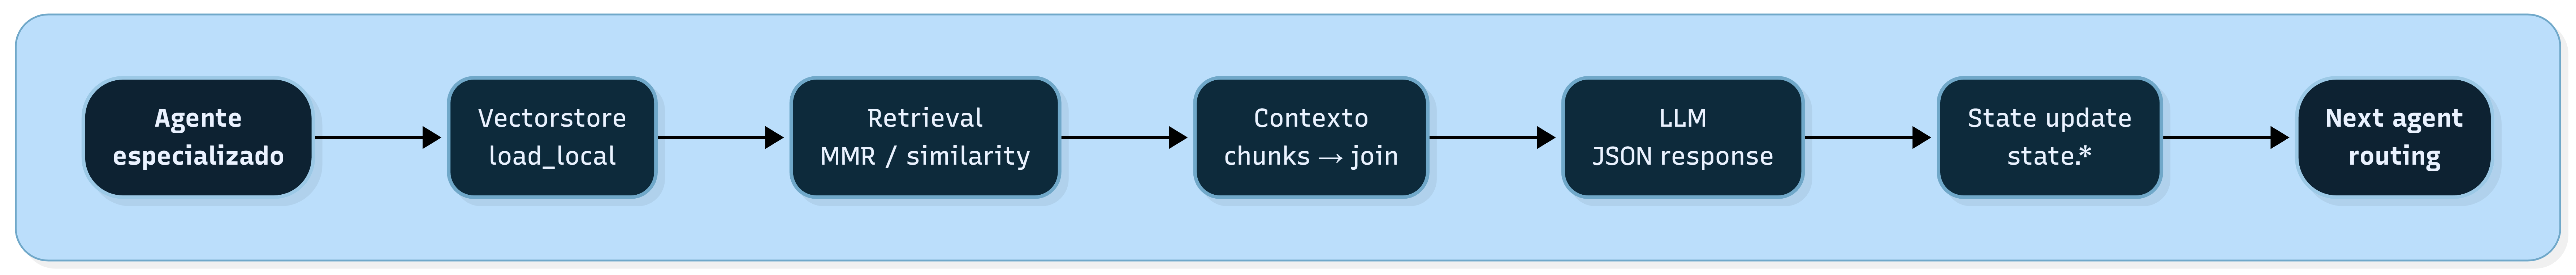 Agente
especializado
Vectorstore
load_local
Retrieval
MMR / similarity
Contexto
chunks → join
LLM
JSON response
State update
state.*
Next agent
routing